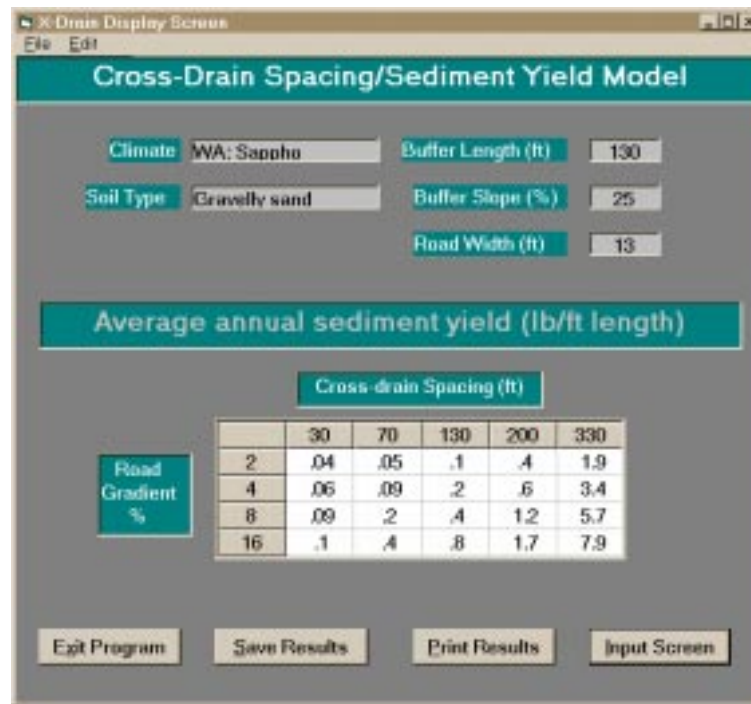 X-Drain Display Screen
File Edit
Cross-Drain Spacing/Sediment Yield Model
Climate WA: Sappho Buffer Length (ft) 130
Soil Type Gravelly sand Buffer Slope (%) 25
Road Width (ft) 13
Average annual sediment yield (lb/ft length)
Cross-drain Spacing (ft)
30 70 130 200 330
Road Gradient %
2 .04 .05 .1 .4 1.9
4 .06 .09 .2 .6 3.4
8 .09 .2 .4 1.2 5.7
16 .1 .4 .8 1.7 7.9
Exit Program Save Results Print Results Input Screen